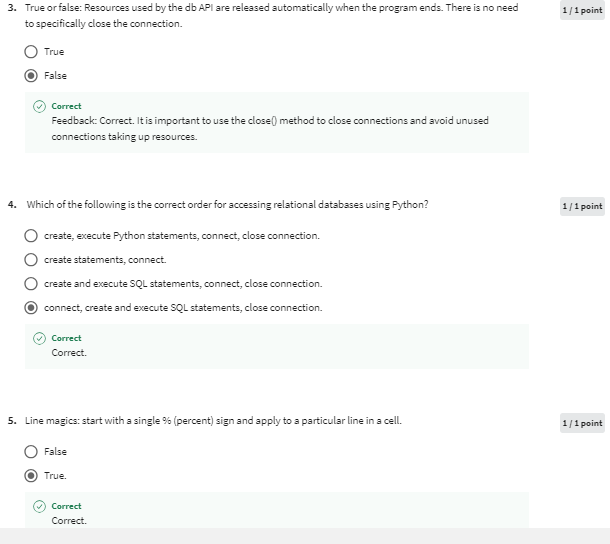 3. True or false: Resources used by the db API are released automatically when the program ends. There is no need
1 / 1 point
to specifically close the connection.
True
False
Correct
Feedback: Correct. It is important to use the close() method to close connections and avoid unused
connections taking up resources.
4. Which of the following is the correct order for accessing relational databases using Python?
1 / 1 point
create, execute Python statements, connect, close connection.
create statements, connect.
create and execute SQL statements, connect, close connection.
connect, create and execute SQL statements, close connection.
Correct
Correct.
5. Line magics: start with a single % (percent) sign and apply to a particular line in a cell.
1 / 1 point
False
True.
Correct
Correct.